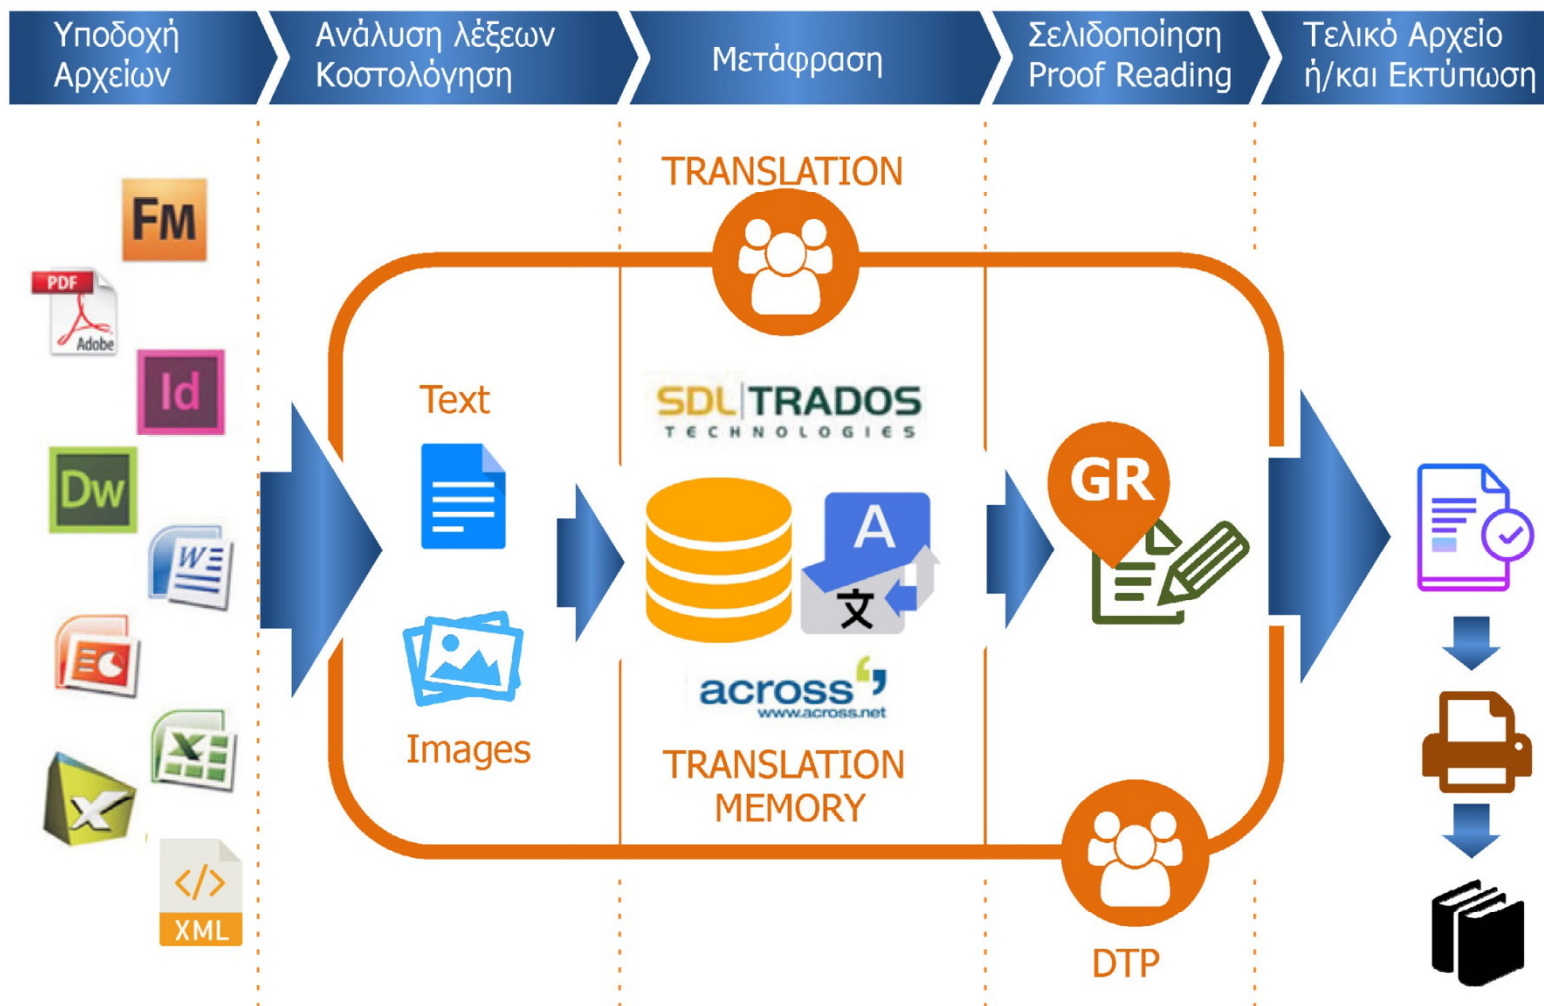 Υποδοχή
Αρχείων
Ανάλυση λέξεων
Κοστολόγηση
Μετάφραση
Σελιδοποίηση
Proof Reading
Τελικό Αρχείο
ή/και Εκτύπωση
FM
PDF
Adobe
Id
Dw
W
X
X
</>
XML
Text
Images
TRANSLATION
SDL|TRADOS
TECHNOLOGIES
A
文
across
www.across.net
TRANSLATION
MEMORY
GR
DTP